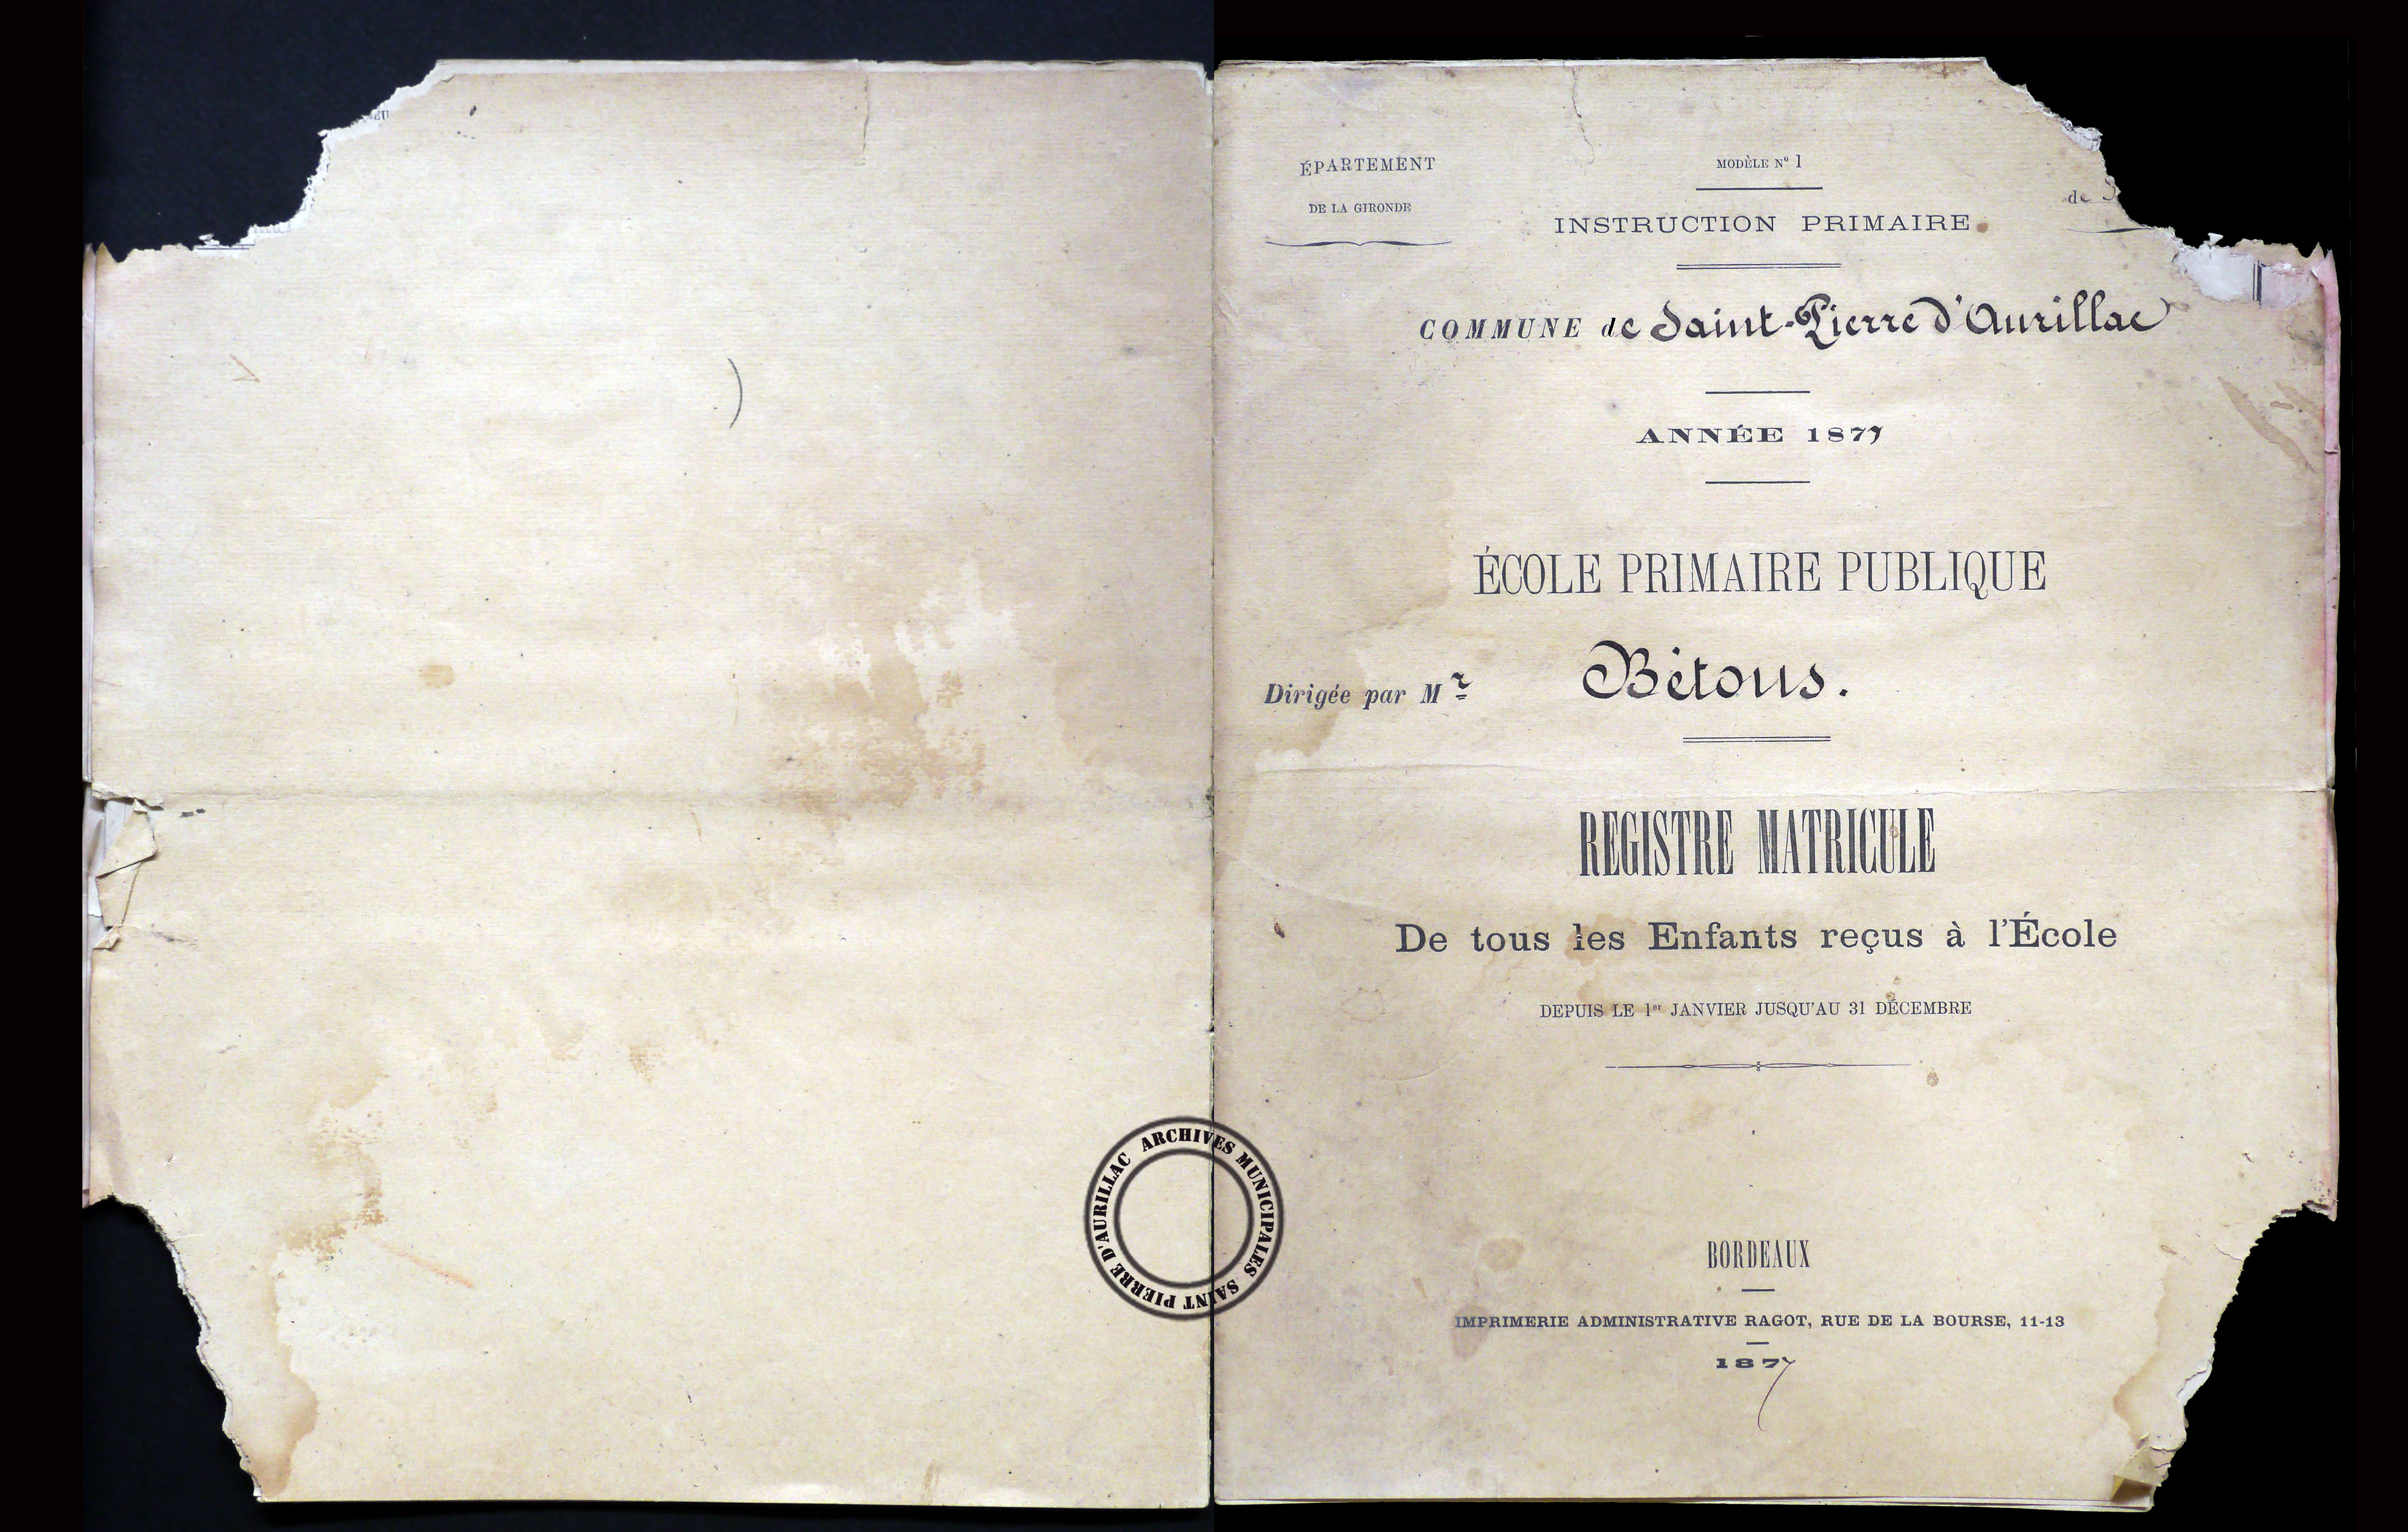 ÉPARTEMENT
DE LA GIRONDE
MODÈLE Nº 1
INSTRUCTION PRIMAIRE
de
COMMUNE de Saint-Pierre d'Aurillac
ANNÉE 1877
ÉCOLE PRIMAIRE PUBLIQUE
Dirigée par Mr Bétous.
REGISTRE MATRICULE
De tous les Enfants reçus à l'École
DEPUIS LE 1er JANVIER JUSQU'AU 31 DÉCEMBRE
BORDEAUX
IMPRIMERIE ADMINISTRATIVE RAGOT, RUE DE LA BOURSE, 11-13
1877
ARCHIVES MUNICIPALES SAINT PIERRE D'AURILLAC